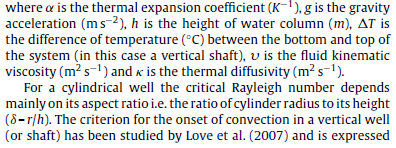 where α is the thermal expansion coefficient (K⁻¹), g is the gravity
acceleration (m s⁻²), h is the height of water column (m), ΔT is
the difference of temperature (°C) between the bottom and top of
the system (in this case a vertical shaft), υ is the fluid kinematic
viscosity (m² s⁻¹) and κ is the thermal diffusivity (m² s⁻¹).
For a cylindrical well the critical Rayleigh number depends
mainly on its aspect ratio i.e. the ratio of cylinder radius to its height
(δ–r/h). The criterion for the onset of convection in a vertical well
(or shaft) has been studied by Love et al. (2007) and is expressed